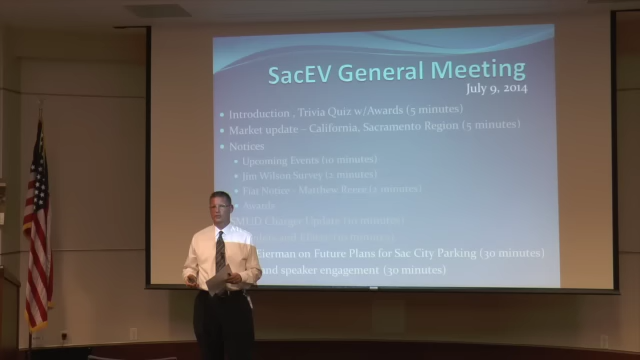 SacEV General Meeting
July 9, 2014
Introduction , Trivia Quiz w/Awards (5 minutes)
Market update – California, Sacramento Region (5 minutes)
Notices
Upcoming Events (10 minutes)
Jim Wilson Survey (2 minutes)
Fiat Notice - Matthew (2 minutes)
Awards
Changes Update (10 minutes)
on Future Plans for Sac City Parking (30 minutes)
nd speaker engagement (30 minutes)